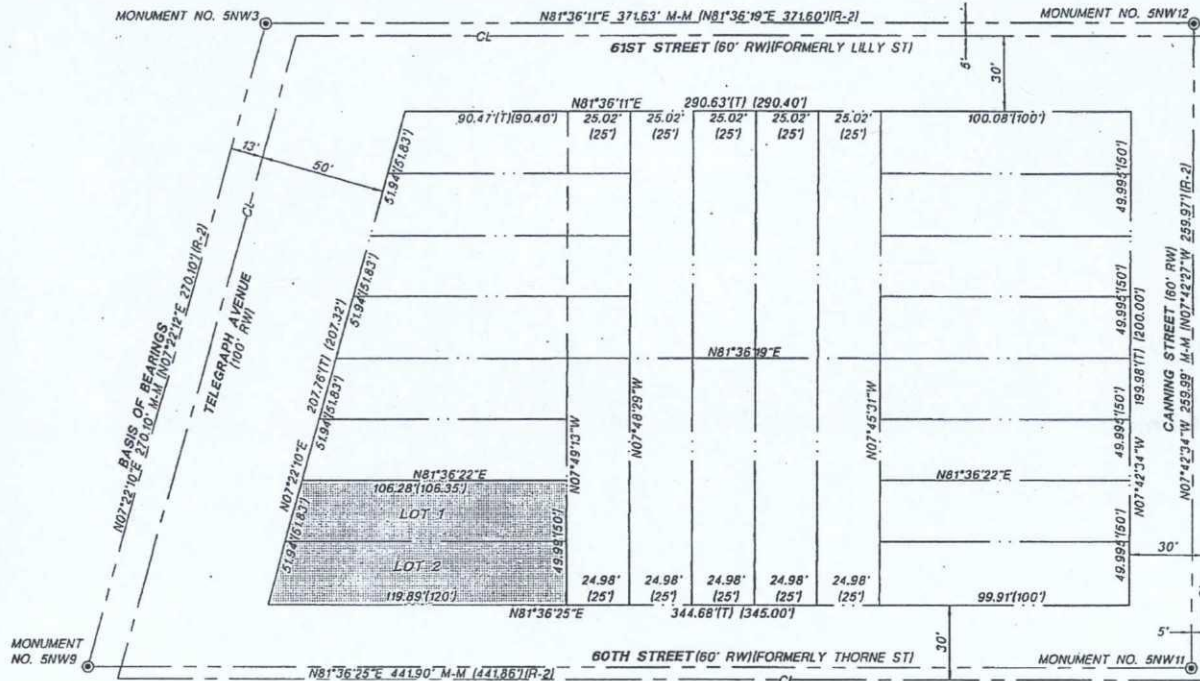 MONUMENT NO. 5NW3
N81°36'11"E 371.63' M-M (N81°36'19"E 371.60')(R-2)
MONUMENT NO. 5NW12
CL
61ST STREET (60' RW)(FORMERLY LILLY ST)
5'
30'
N81°36'11"E 290.63'(T) (290.40')
90.47'(T)(90.40')
25.02'
(25')
25.02'
(25')
25.02'
(25')
25.02'
(25')
25.02'
(25')
100.08'(100')
13'
50'
CL
BASIS OF BEARINGS
N07°22'10"E 270.10' M-M (N07°22'12"E 270.10')(R-2)
TELEGRAPH AVENUE
(100' RW)
51.94'(51.83')
51.94'(51.83')
207.76'(T) (207.32')
51.94'(51.83')
N07°22'10"E
51.94'(51.83')
N81°36'19"E
N07°49'13"W
N07°48'29"W
N07°45'31"W
49.995'(50')
49.995'(50')
49.995'(50')
49.995'(50')
N07°42'34"W 199.98'(T) (200.00')
CANNING STREET (60' RW)
N07°42'34"W 259.99' M-M (N07°42'27"W 259.97')(R-2)
N81°36'22"E
N81°36'22"E
106.28'(106.35')
LOT 1
LOT 2
49.99'(50')
119.89'(120')
24.98'
(25')
24.98'
(25')
24.98'
(25')
24.98'
(25')
24.98'
(25')
99.91'(100')
30'
N81°36'25"E 344.68'(T) (345.00')
30'
5'
MONUMENT
NO. 5NW9
60TH STREET (60' RW)(FORMERLY THORNE ST)
MONUMENT NO. 5NW11
N81°36'25"E 441.90' M-M (441.86')(R-2)
CL